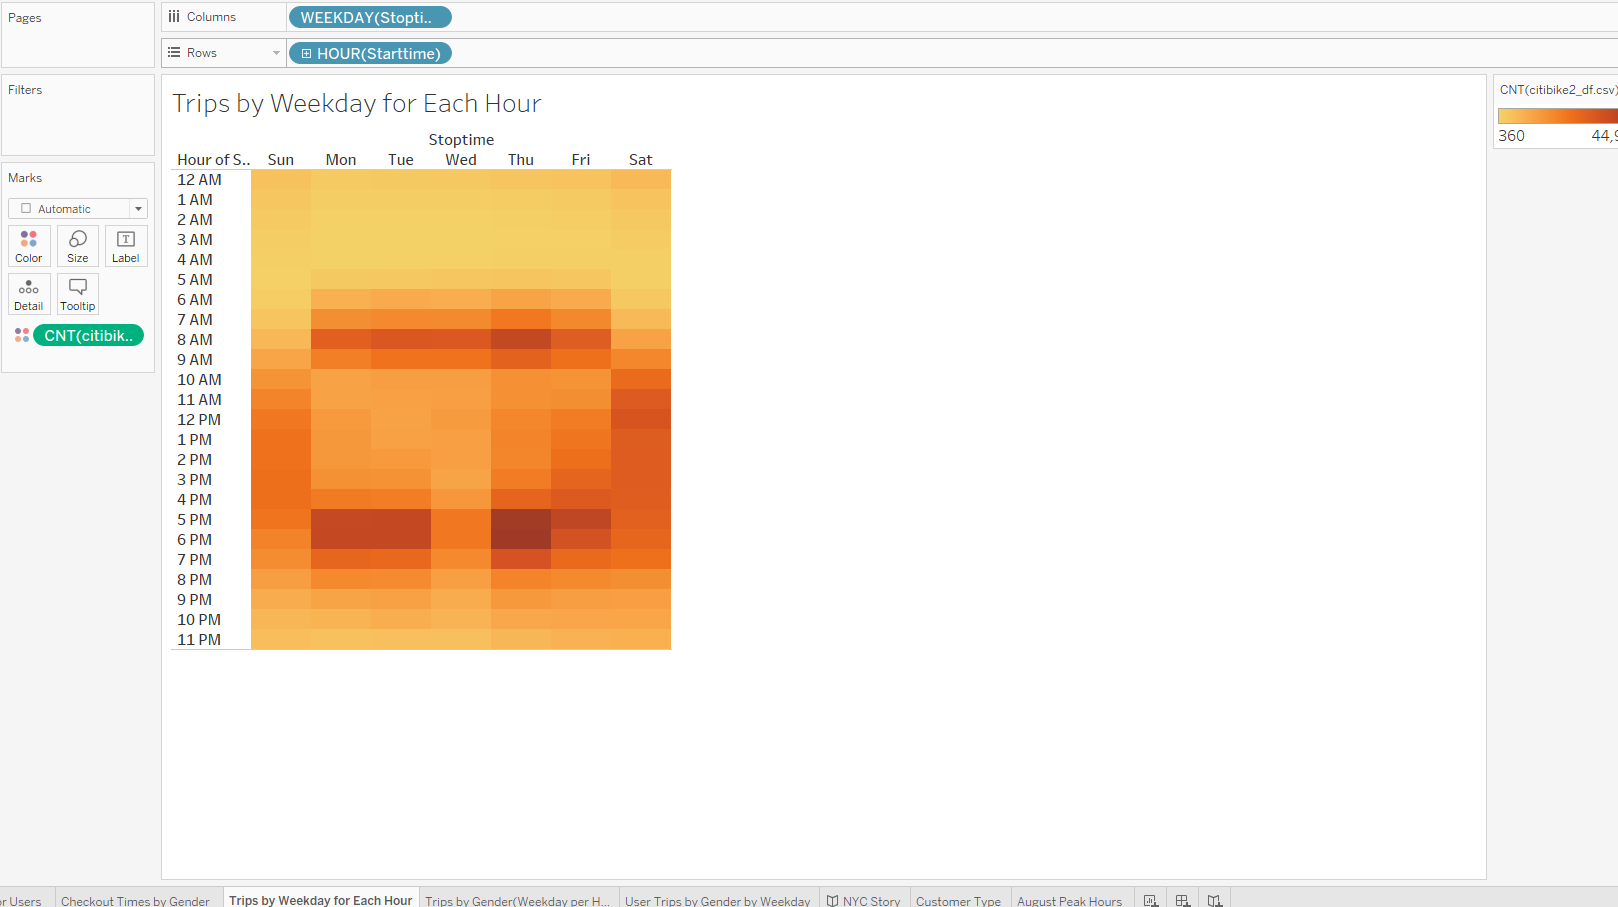 Pages
Columns
WEEKDAY(Stopti..
Rows
HOUR(Starttime)
Filters
Trips by Weekday for Each Hour
CNT(citibike2_df.csv)
360 44,9
Stoptime
Hour of S.. Sun Mon Tue Wed Thu Fri Sat
12 AM
1 AM
2 AM
3 AM
4 AM
5 AM
6 AM
7 AM
8 AM
9 AM
10 AM
11 AM
12 PM
1 PM
2 PM
3 PM
4 PM
5 PM
6 PM
7 PM
8 PM
9 PM
10 PM
11 PM
Marks
Automatic
Color Size Label
T
Detail Tooltip
CNT(citibik..
or Users Checkout Times by Gender Trips by Weekday for Each Hour Trips by Gender(Weekday per H... User Trips by Gender by Weekday NYC Story Customer Type August Peak Hours